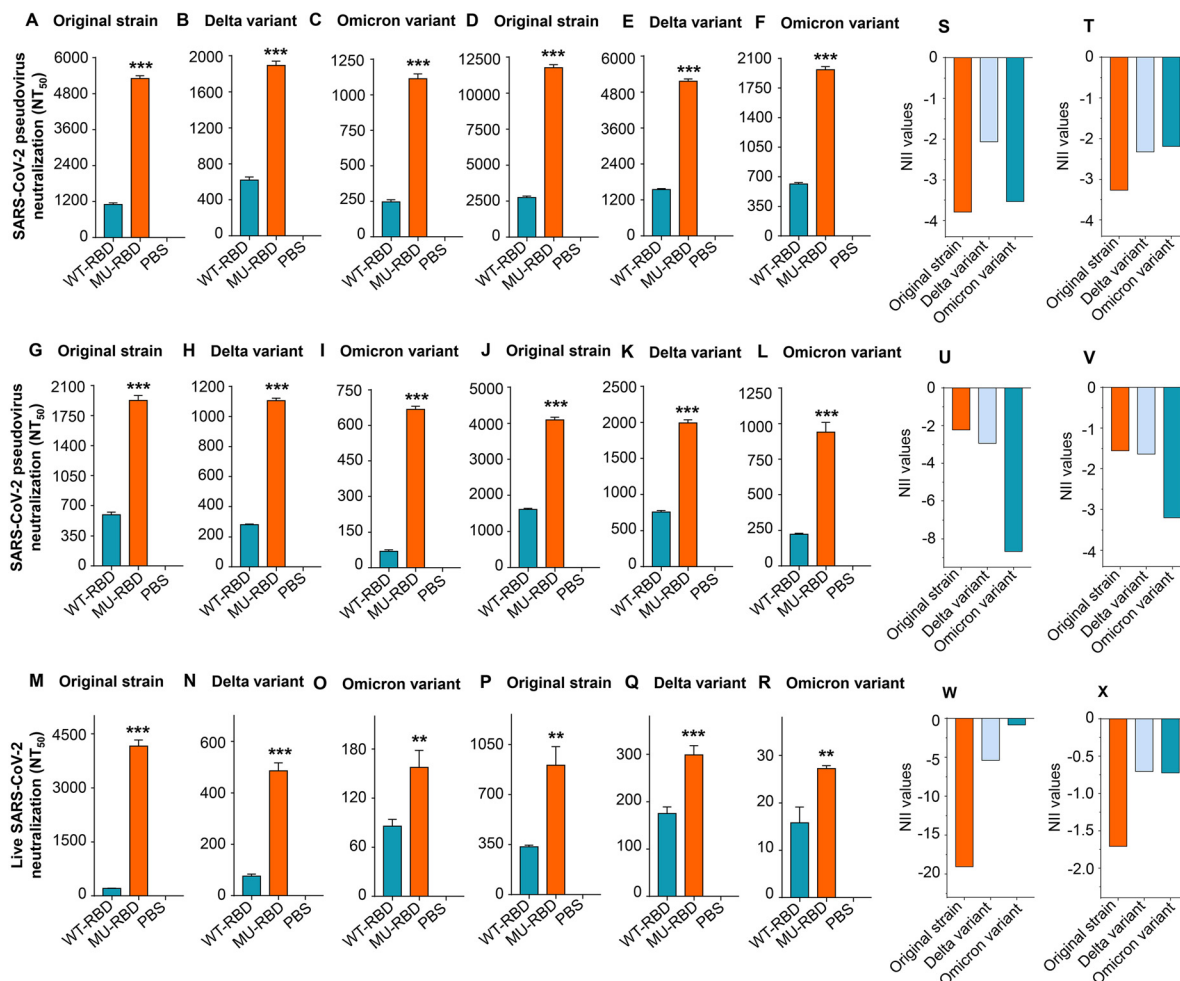 A Original strain
SARS-CoV-2 pseudovirus
neutralization (NT50)
6000
4800
3600
2400
1200
0
***
WT-RBD
MU-RBD
PBS
B Delta variant
2000
1600
1200
800
400
0
***
WT-RBD
MU-RBD
PBS
C Omicron variant
1250
1000
750
500
250
0
***
WT-RBD
MU-RBD
PBS
D Original strain
12500
10000
7500
5000
2500
0
***
WT-RBD
MU-RBD
PBS
E Delta variant
6000
4800
3600
2400
1200
0
***
WT-RBD
MU-RBD
PBS
F Omicron variant
2100
1750
1400
1050
700
350
0
***
WT-RBD
MU-RBD
PBS
S
NII values
0
-1
-2
-3
-4
Original strain
Delta variant
Omicron variant
T
NII values
0
-1
-2
-3
-4
Original strain
Delta variant
Omicron variant
G Original strain
SARS-CoV-2 pseudovirus
neutralization (NT50)
2100
1750
1400
1050
700
350
0
***
WT-RBD
MU-RBD
PBS
H Delta variant
1200
1000
800
600
400
200
0
***
WT-RBD
MU-RBD
PBS
I Omicron variant
750
600
450
300
150
0
***
WT-RBD
MU-RBD
PBS
J Original strain
5000
4000
3000
2000
1000
0
***
WT-RBD
MU-RBD
PBS
K Delta variant
2500
2000
1500
1000
500
0
***
WT-RBD
MU-RBD
PBS
L Omicron variant
1250
1000
750
500
250
0
***
WT-RBD
MU-RBD
PBS
U
NII values
0
-2
-4
-6
-8
Original strain
Delta variant
Omicron variant
V
NII values
0
-1
-2
-3
-4
Original strain
Delta variant
Omicron variant
M Original strain
Live SARS-CoV-2
neutralization (NT50)
4500
3000
1500
0
***
WT-RBD
MU-RBD
PBS
N Delta variant
600
400
200
0
***
WT-RBD
MU-RBD
PBS
O Omicron variant
180
120
60
0
**
WT-RBD
MU-RBD
PBS
P Original strain
1050
700
350
0
**
WT-RBD
MU-RBD
PBS
Q Delta variant
300
200
100
0
***
WT-RBD
MU-RBD
PBS
R Omicron variant
30
20
10
0
**
WT-RBD
MU-RBD
PBS
W
NII values
0
-5
-10
-15
-20
Original strain
Delta variant
Omicron variant
X
NII values
0
-0.5
-1.0
-1.5
-2.0
Original strain
Delta variant
Omicron variant